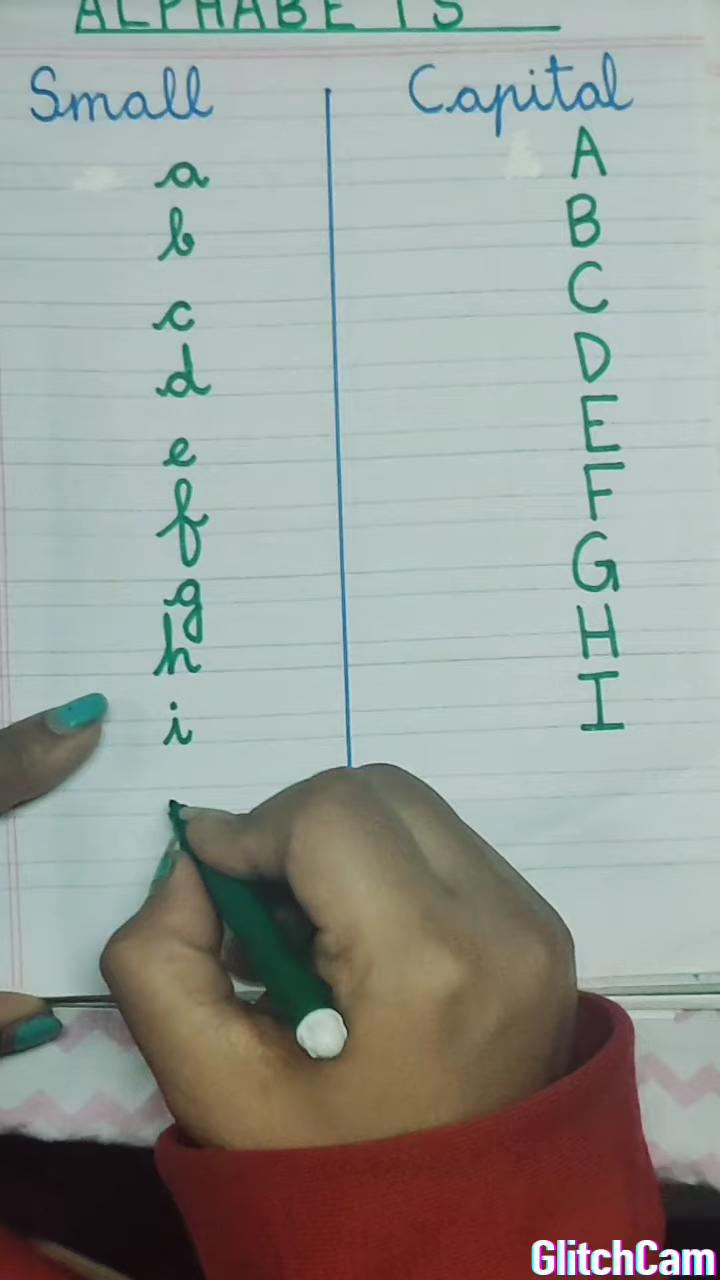 ALPHABETS
Small Capital
a A
b B
c C
d D
e E
f F
g G
h H
i I
GlitchCam